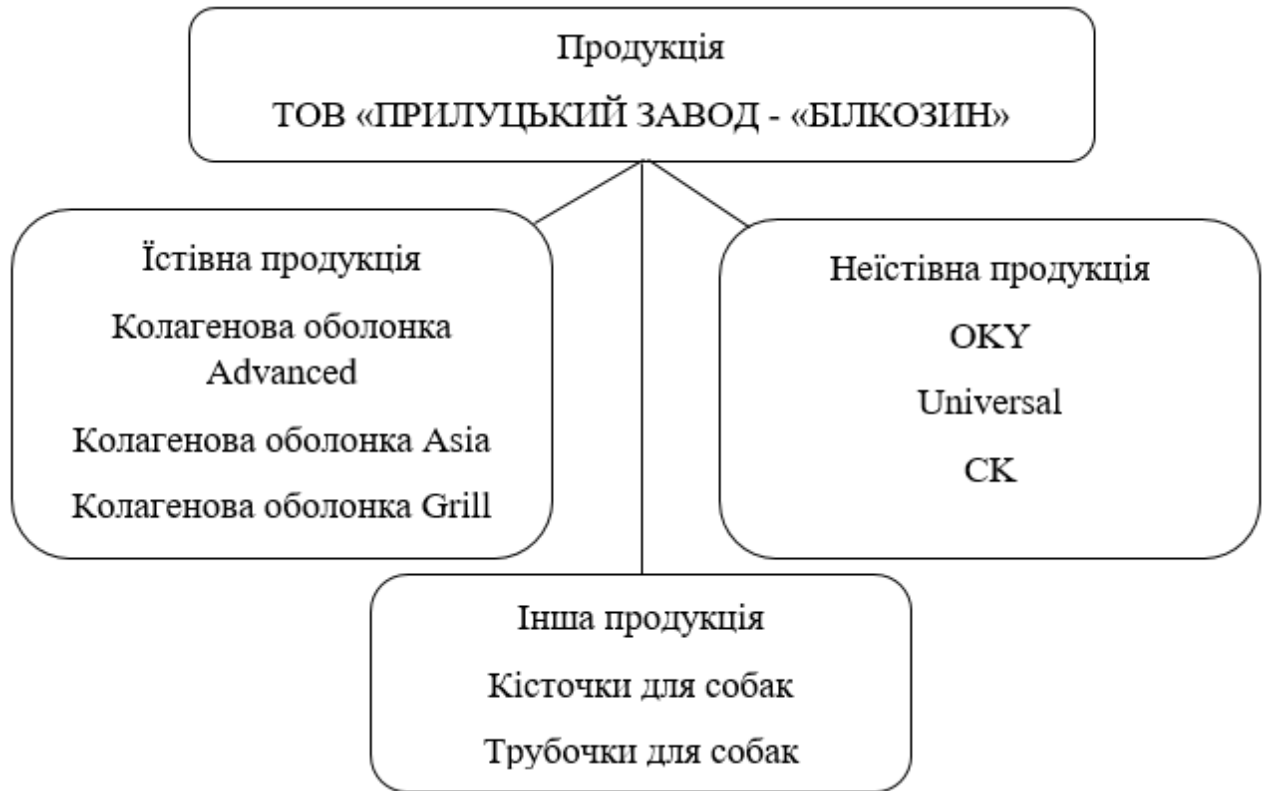 Продукція
ТОВ «ПРИЛУЦЬКИЙ ЗАВОД - «БІЛКОЗИН»
Їстівна продукція
Колагенова оболонка
Advanced
Колагенова оболонка Asia
Колагенова оболонка Grill
Неїстівна продукція
OKY
Universal
CK
Інша продукція
Кісточки для собак
Трубочки для собак